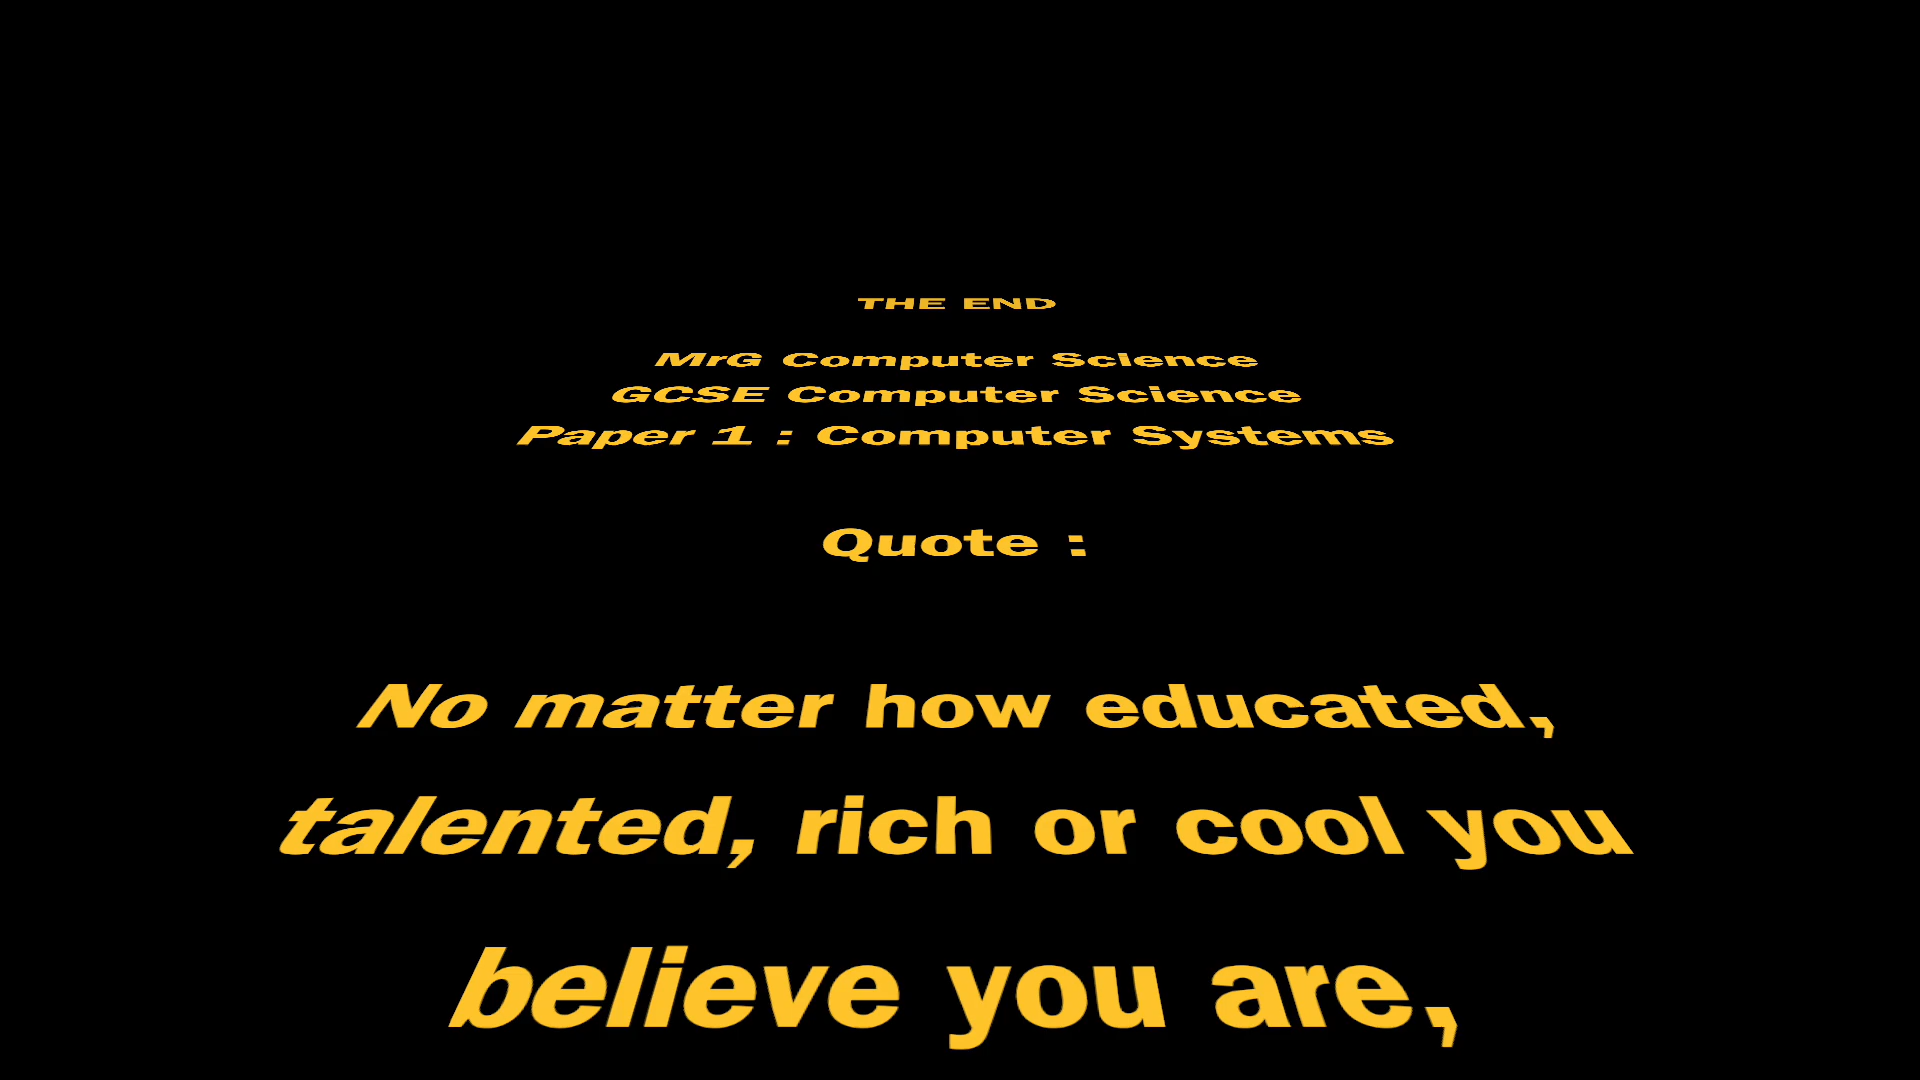 THE END
MrG Computer Science
GCSE Computer Science
Paper 1 : Computer Systems
Quote :
No matter how educated,
talented, rich or cool you
believe you are,